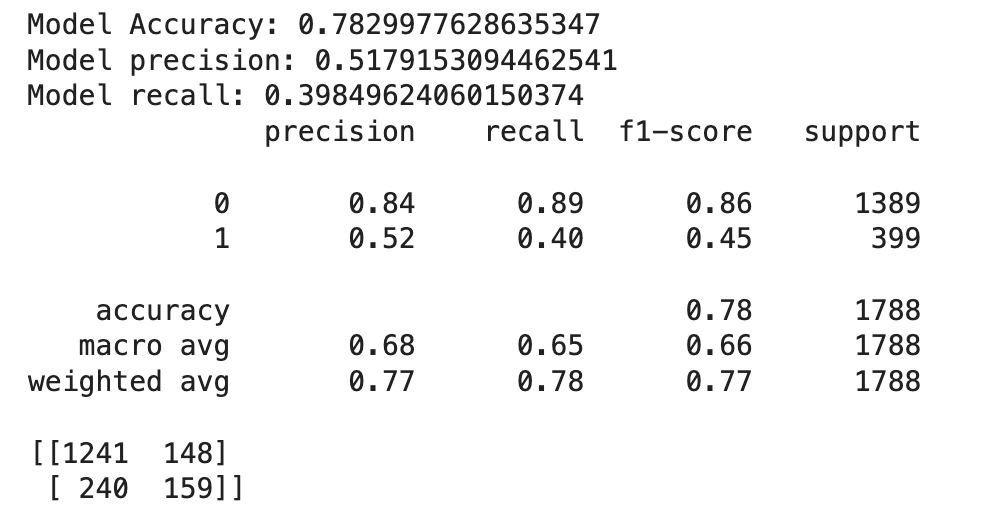 Model Accuracy: 0.7829977628635347
Model precision: 0.5179153094462541
Model recall: 0.39849624060150374
precision recall f1-score support
0 0.84 0.89 0.86 1389
1 0.52 0.40 0.45 399
accuracy 0.78 1788
macro avg 0.68 0.65 0.66 1788
weighted avg 0.77 0.78 0.77 1788
[[1241 148]
[ 240 159]]